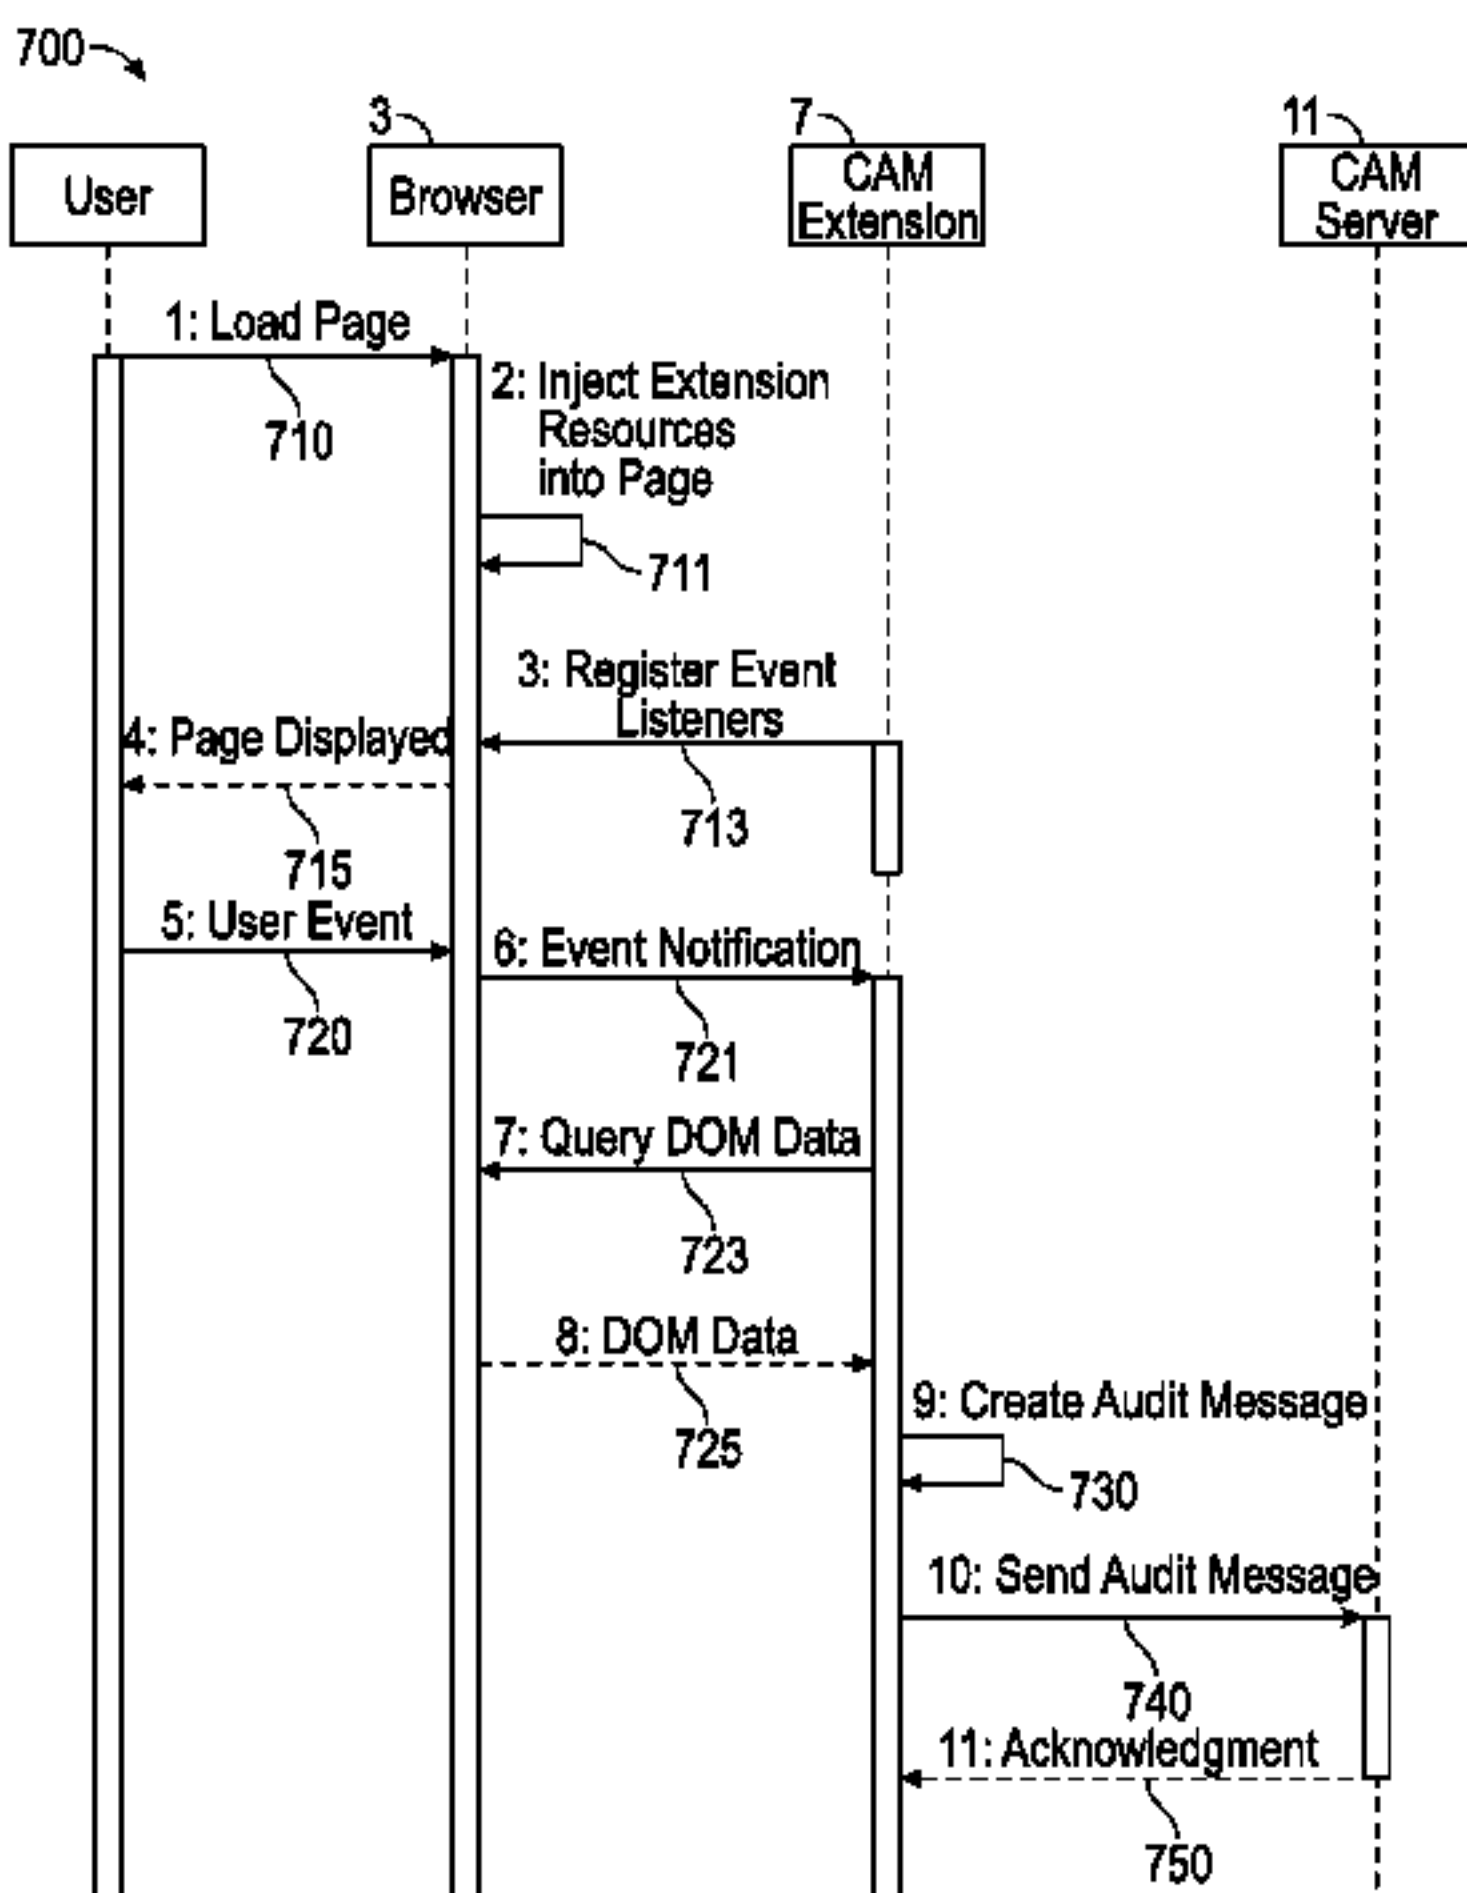 700
3
7
11
User
Browser
CAM
Extension
CAM
Server
1: Load Page
710
2: Inject Extension
Resources
into Page
711
3: Register Event
Listeners
713
4: Page Displayed
715
5: User Event
720
6: Event Notification
721
7: Query DOM Data
723
8: DOM Data
725
9: Create Audit Message
730
10: Send Audit Message
740
11: Acknowledgment
750